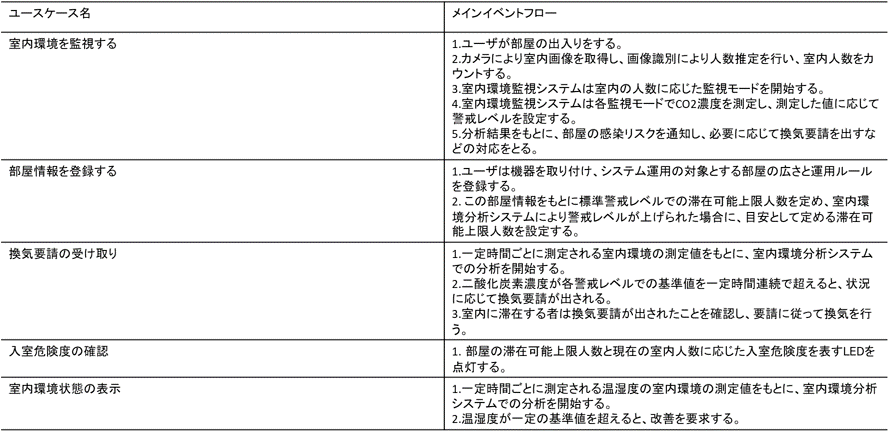 ユースケース名
メインイベントフロー
室内環境を監視する
1.ユーザが部屋の出入りをする。
2.カメラにより室内画像を取得し、画像識別により人数推定を行い、室内人数をカ
ウントする。
3.室内環境監視システムは室内の人数に応じた監視モードを開始する。
4.室内環境監視システムは各監視モードでCO2濃度を測定し、測定した値に応じて
警戒レベルを設定する。
5.分析結果をもとに、部屋の感染リスクを通知し、必要に応じて換気要請を出すな
どの対応をとる。
部屋情報を登録する
1.ユーザは機器を取り付け、システム運用の対象とする部屋の広さと運用ルール
を登録する。
2. この部屋情報をもとに標準警戒レベルでの滞在可能上限人数を定め、室内環
境分析システムにより警戒レベルが上げられた場合に、目安として定める滞在可
能上限人数を設定する。
換気要請の受け取り
1.一定時間ごとに測定される室内環境の測定値をもとに、室内環境分析システム
での分析を開始する。
2.二酸化炭素濃度が各警戒レベルでの基準値を一定時間連続で超えると、状況
に応じて換気要請が出される。
3.室内に滞在する者は換気要請が出されたことを確認し、要請に従って換気を行
う。
入室危険度の確認
1. 部屋の滞在可能上限人数と現在の室内人数に応じた入室危険度を表すLEDを
点灯する。
室内環境状態の表示
1.一定時間ごとに測定される温湿度の室内環境の測定値をもとに、室内環境分析
システムでの分析を開始する。
2.温湿度が一定の基準値を超えると、改善を要求する。